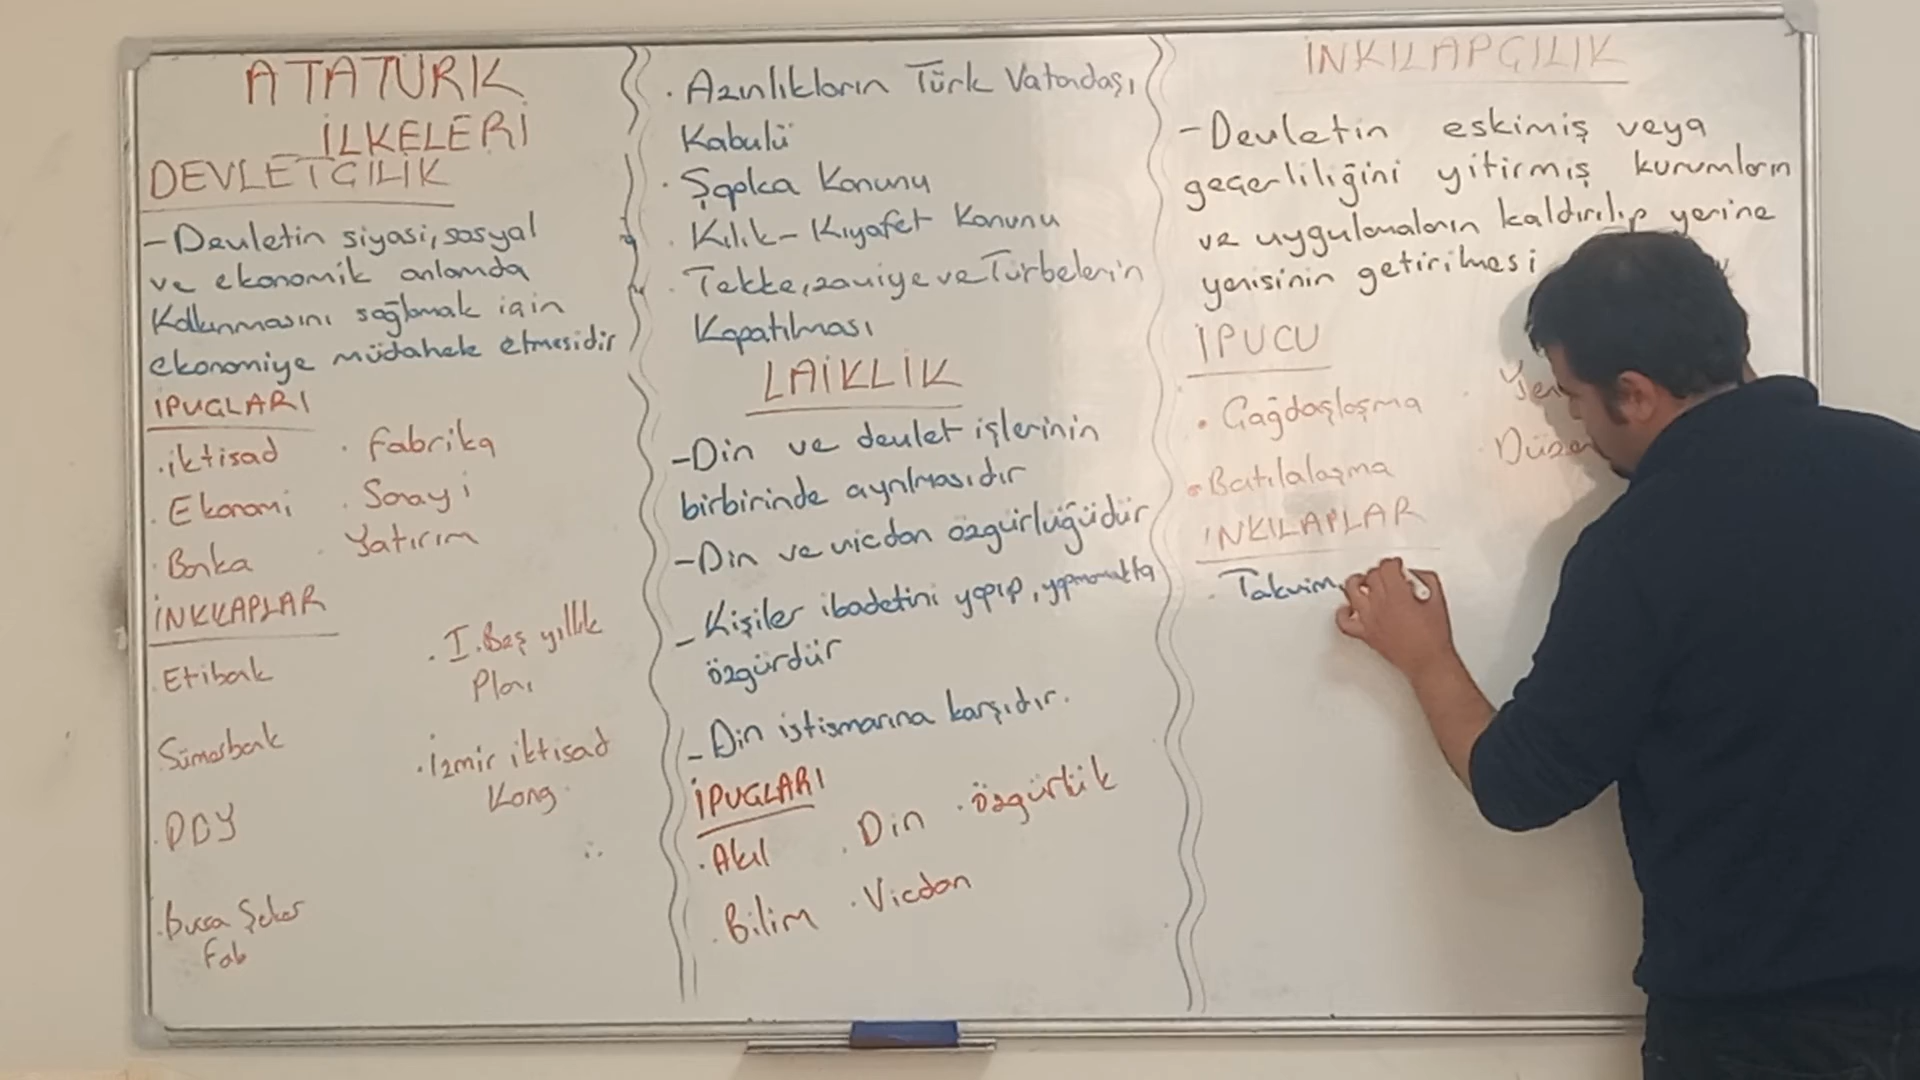 ATATÜRK
İLKELERİ
DEVLETÇİLİK
-Devletin siyasi, sosyal
ve ekonomik anlamda
Kalkınmasını sağlamak için
ekonomiye müdahele etmesidir
İPUÇLARI
·iktisad · fabrika
· Ekonomi · Sanayi
· Banka · Yatırım
İNKILAPLAR
· Etibank
· I. Beş yıllık
Planı
· Sümerbank
· İzmir iktisad
Kong.
· DDY
· Bursa Şeker
Fab
· Azınlıkların Türk Vatandaşı
Kabulü
· Şapka Kanunu
· Kılık-Kıyafet Kanunu
· Tekke, zaviye ve Türbelerin
Kapatılması
LAİKLİK
-Din ve devlet işlerinin
birbirinde ayrılmasıdır
-Din ve vicdan özgürlüğüdür
- Kişiler ibadetini yapıp, yapmamakta
özgürdür
- Din istismarına karşıdır.
İPUÇLARI
· Akıl · Din · özgürlük
· Bilim · Vicdan
İNKILAPÇILIK
-Devletin eskimiş veya
geçerliliğini yitirmiş kurumların
ve uygulamaların kaldırılıp yerine
yenisinin getirilmesi
İPUCU
· Çağdaşlaşma
· Batılalaşma
İNKILAPLAR
· Takvim